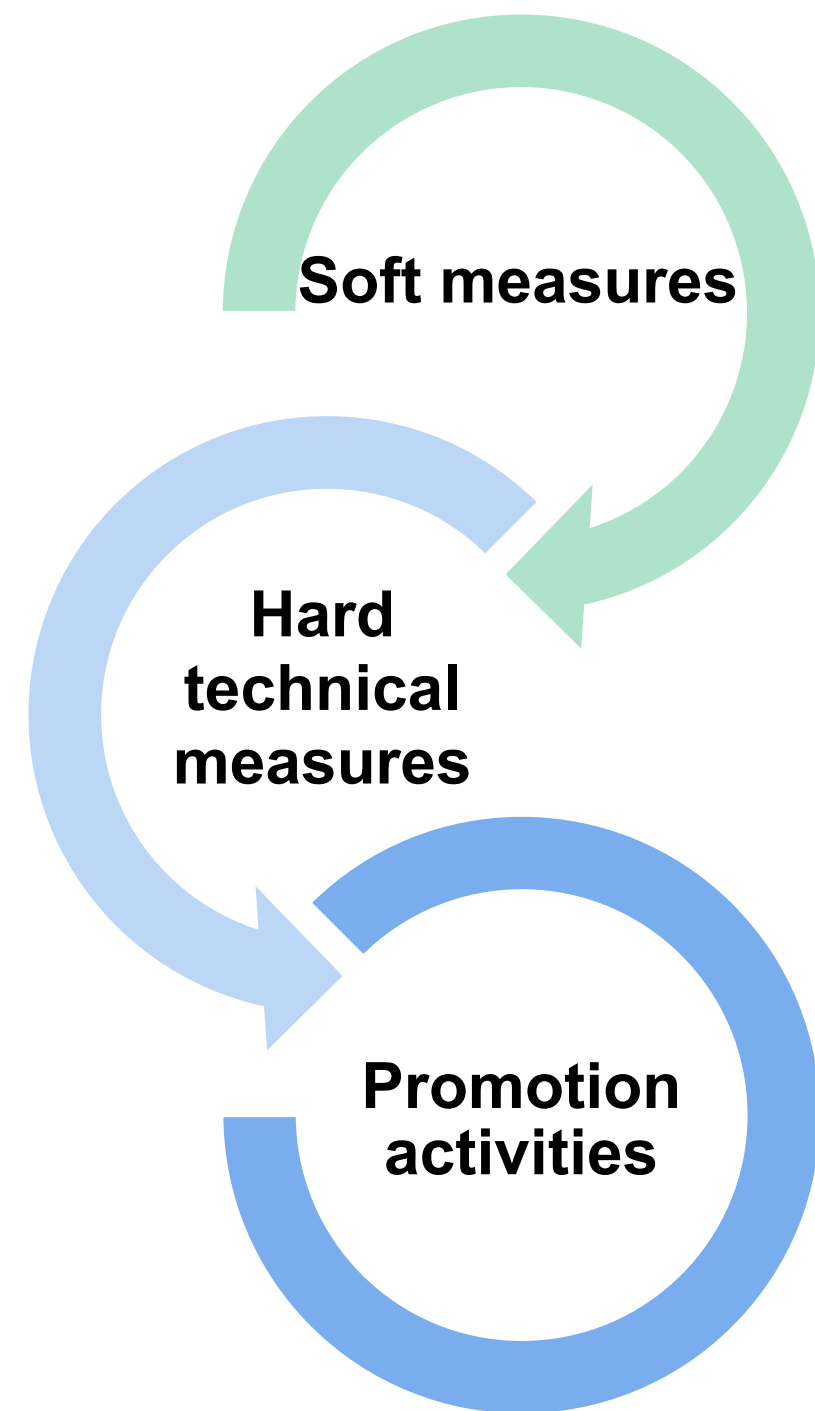 Soft measures
Hard
technical
measures
Promotion
activities